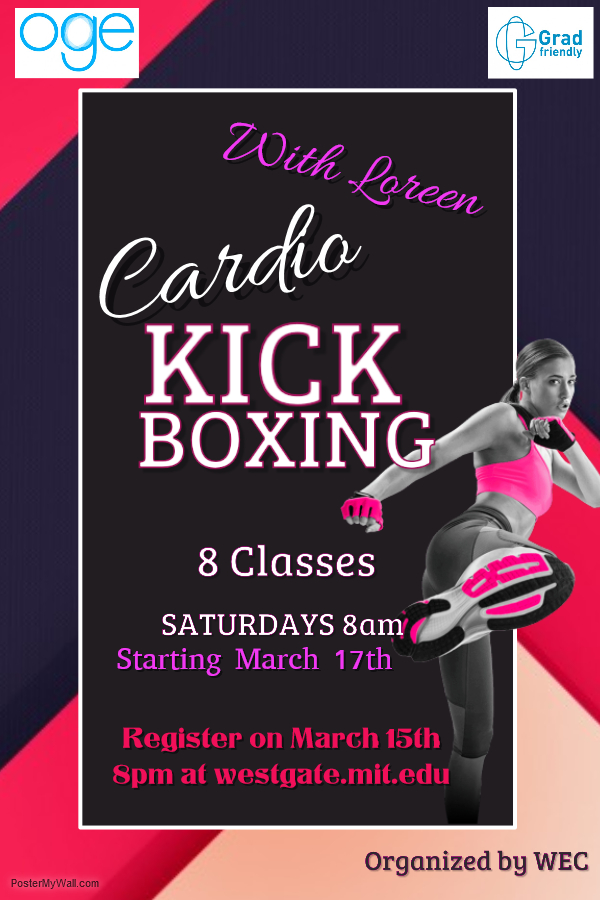 oge
Grad
friendly
With Loreen
Cardio
KICK
BOXING
8 Classes
SATURDAYS 8am
Starting March 17th
Register on March 15th
8pm at westgate.mit.edu
Organized by WEC
PosterMyWall.com